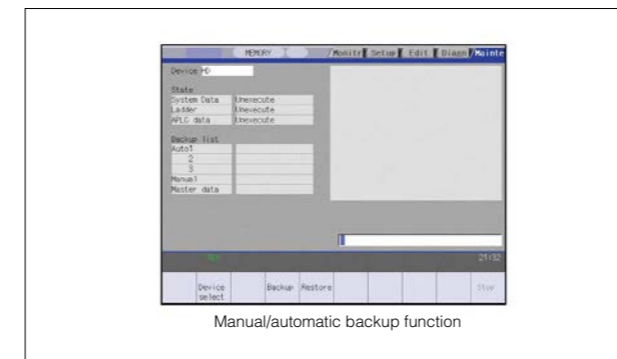 MEMORY Monitr Setup Edit Diagn Mainte
Device HD
State
System Data Unexecute
Ladder Unexecute
APLC data Unexecute
Backup list
Auto1
2
3
Manual
Master data
21:32
Device select Backup Restore Stop
Manual/automatic backup function